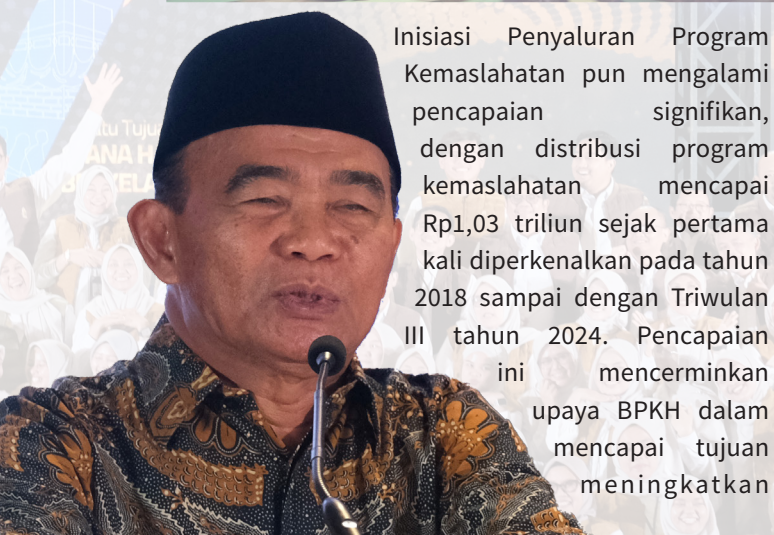 Inisiasi Penyaluran Program
Kemaslahatan pun mengalami
pencapaian signifikan,
dengan distribusi program
kemaslahatan mencapai
Rp1,03 triliun sejak pertama
kali diperkenalkan pada tahun
2018 sampai dengan Triwulan
III tahun 2024. Pencapaian
ini mencerminkan
upaya BPKH dalam
mencapai tujuan
meningkatkan